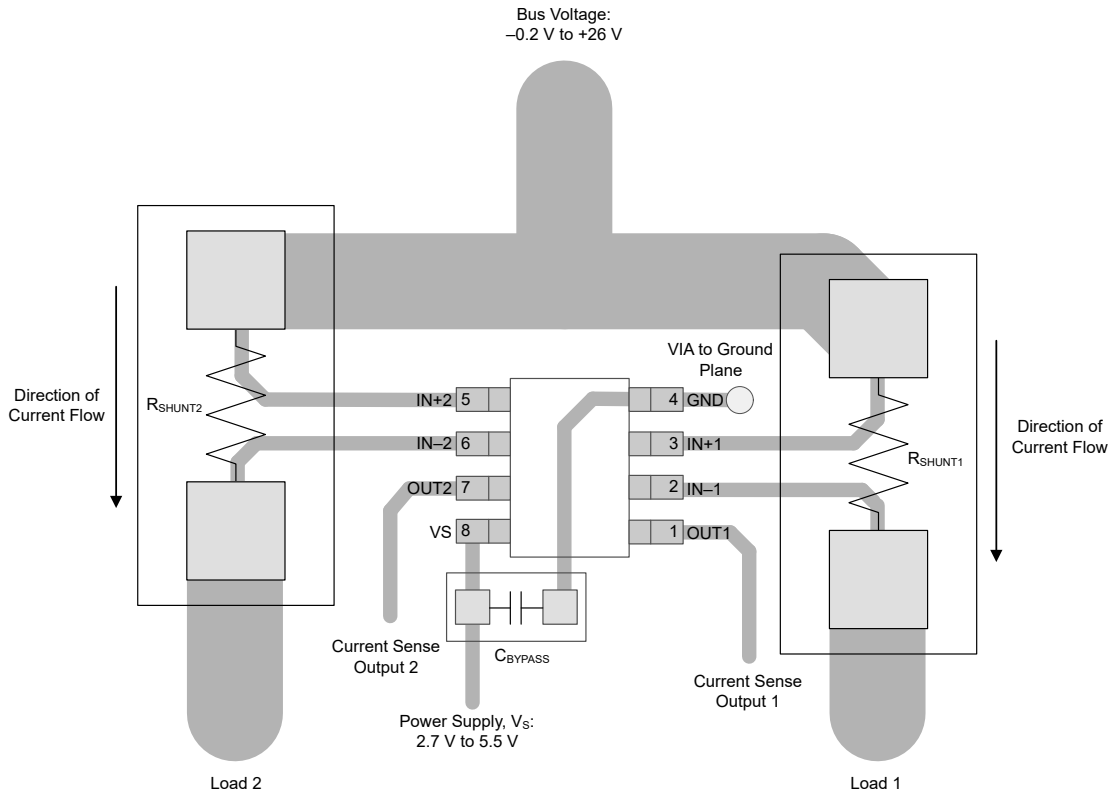 Bus Voltage:
–0.2 V to +26 V
VIA to Ground
Plane
Direction of
Current Flow
RSHUNT2
IN+2 5
4 GND
IN–2 6
3 IN+1
RSHUNT1
Direction of
Current Flow
OUT2 7
2 IN–1
VS 8
1 OUT1
Current Sense
Output 2
CBYPASS
Current Sense
Output 1
Power Supply, VS:
2.7 V to 5.5 V
Load 2
Load 1